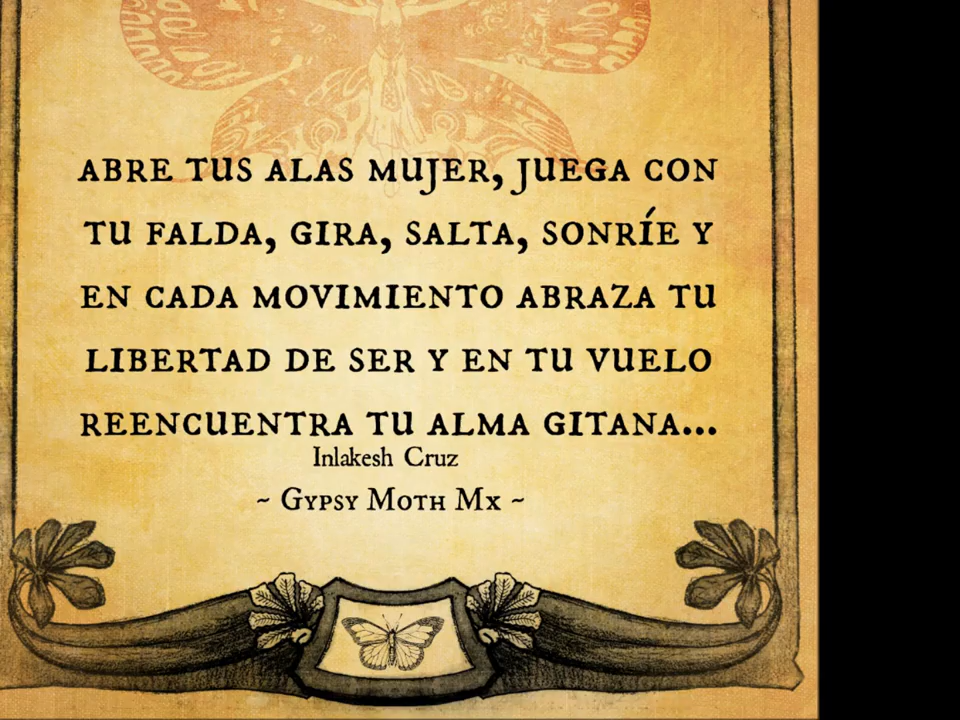 ABRE TUS ALAS MUJER, JUEGA CON
TU FALDA, GIRA, SALTA, SONRÍE Y
EN CADA MOVIMIENTO ABRAZA TU
LIBERTAD DE SER Y EN TU VUELO
REENCUENTRA TU ALMA GITANA...
Inlakesh Cruz
~ Gypsy Moth Mx ~